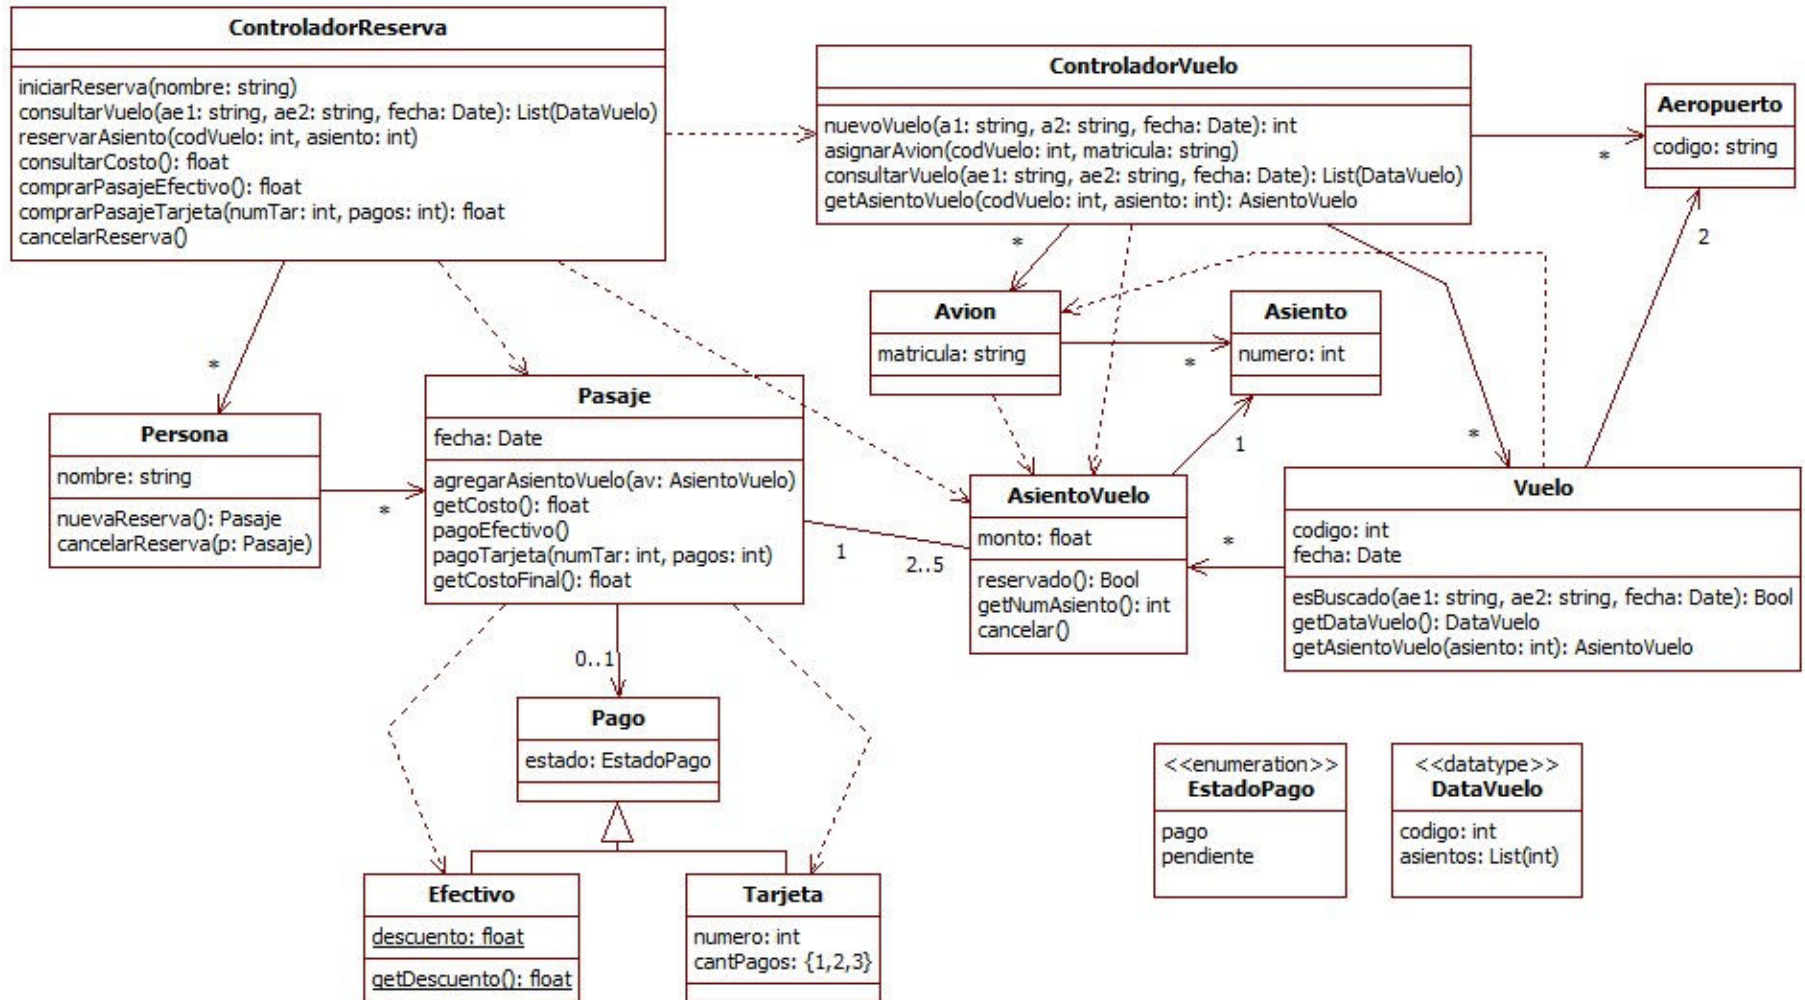 ControladorReserva
iniciarReserva(nombre: string)
consultarVuelo(ae1: string, ae2: string, fecha: Date): List(DataVuelo)
reservarAsiento(codVuelo: int, asiento: int)
consultarCosto(): float
comprarPasajeEfectivo(): float
comprarPasajeTarjeta(numTar: int, pagos: int): float
cancelarReserva()
ControladorVuelo
nuevoVuelo(a1: string, a2: string, fecha: Date): int
asignarAvion(codVuelo: int, matricula: string)
consultarVuelo(ae1: string, ae2: string, fecha: Date): List(DataVuelo)
getAsientoVuelo(codVuelo: int, asiento: int): AsientoVuelo
Aeropuerto
codigo: string
*
*
2
Avion
matricula: string
*
Asiento
numero: int
*
Persona
nombre: string
nuevaReserva(): Pasaje
cancelarReserva(p: Pasaje)
*
Pasaje
fecha: Date
agregarAsientoVuelo(av: AsientoVuelo)
getCosto(): float
pagoEfectivo()
pagoTarjeta(numTar: int, pagos: int)
getCostoFinal(): float
1
2..5
1
AsientoVuelo
monto: float
reservado(): Bool
getNumAsiento(): int
cancelar()
*
*
Vuelo
codigo: int
fecha: Date
esBuscado(ae1: string, ae2: string, fecha: Date): Bool
getDataVuelo(): DataVuelo
getAsientoVuelo(asiento: int): AsientoVuelo
0..1
Pago
estado: EstadoPago
<<enumeration>>
EstadoPago
pago
pendiente
<<datatype>>
DataVuelo
codigo: int
asientos: List(int)
Efectivo
descuento: float
getDescuento(): float
Tarjeta
numero: int
cantPagos: {1,2,3}